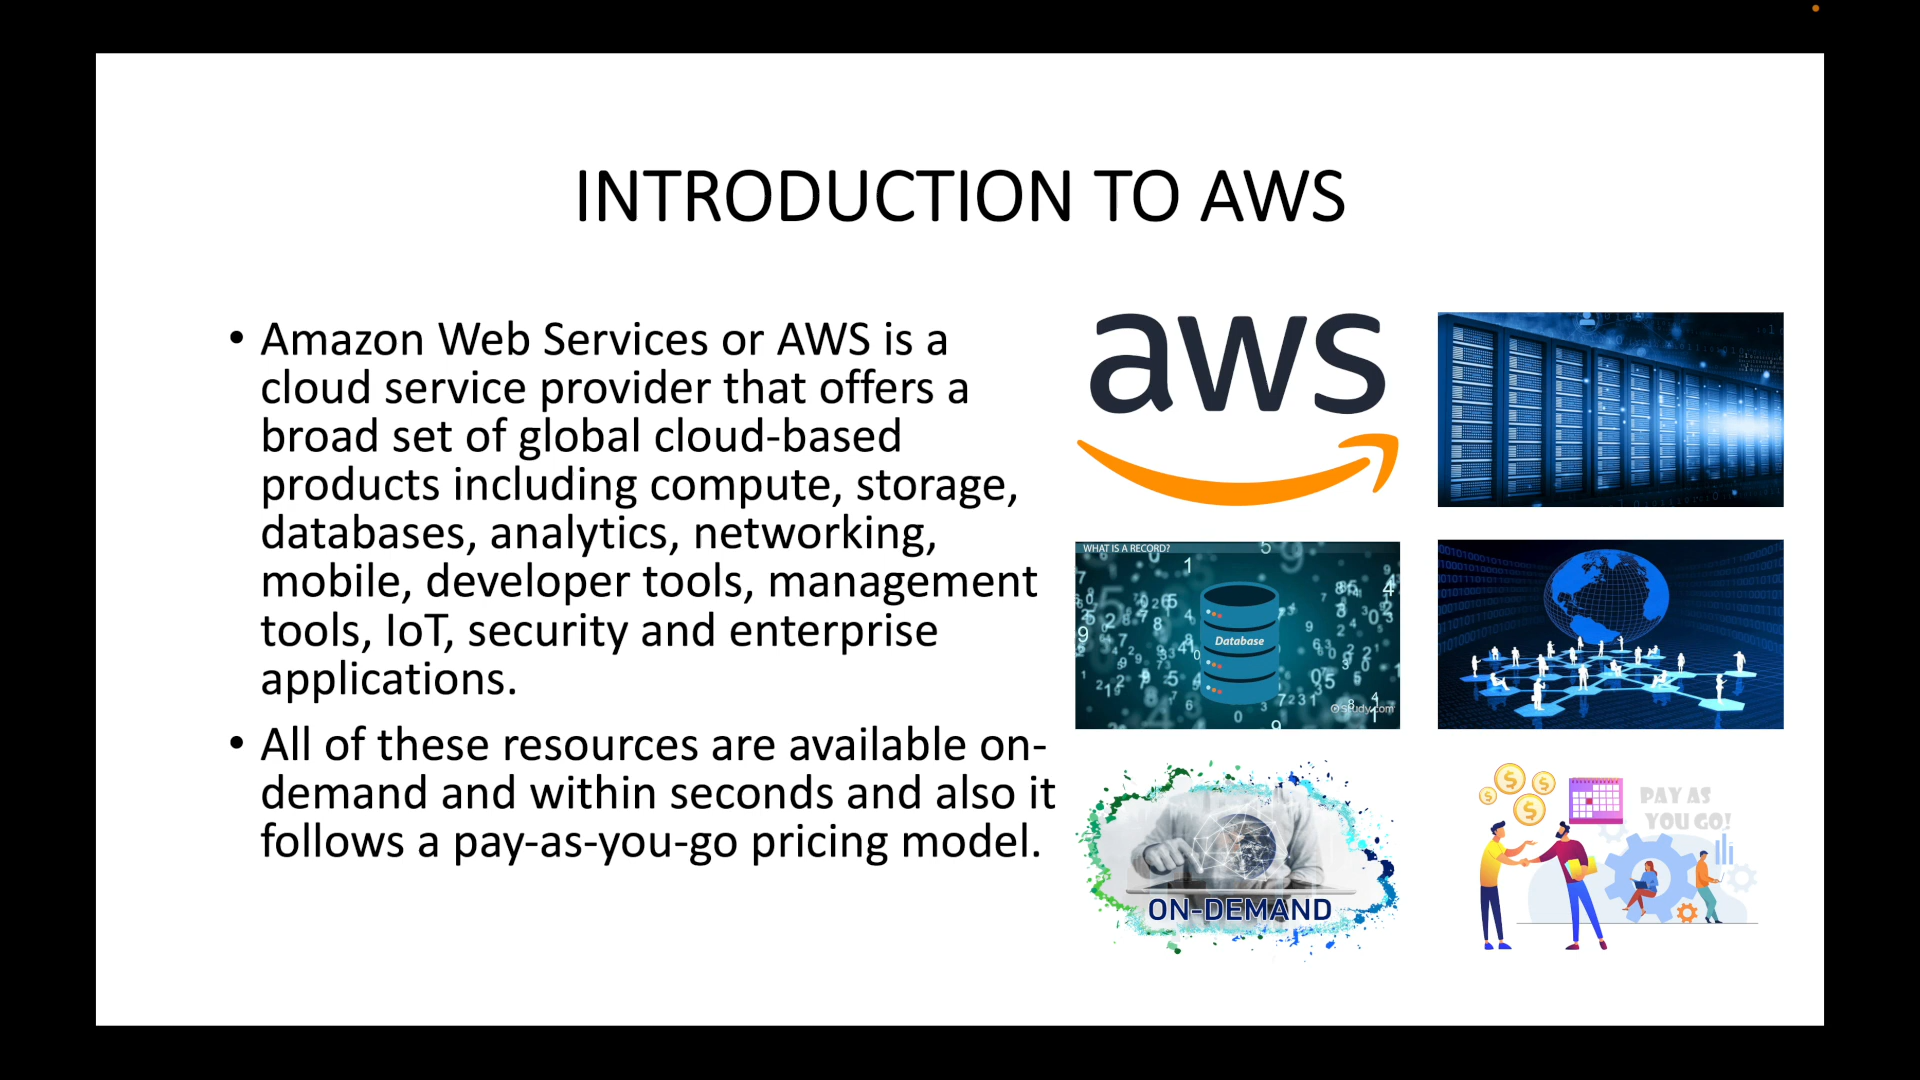 INTRODUCTION TO AWS
• Amazon Web Services or AWS is a
cloud service provider that offers a
broad set of global cloud-based
products including compute, storage,
databases, analytics, networking,
mobile, developer tools, management
tools, IoT, security and enterprise
applications.
• All of these resources are available on-
demand and within seconds and also it
follows a pay-as-you-go pricing model.
aws
WHAT IS A RECORD?
Database
study.com
ON-DEMAND
PAY AS
YOU GO!